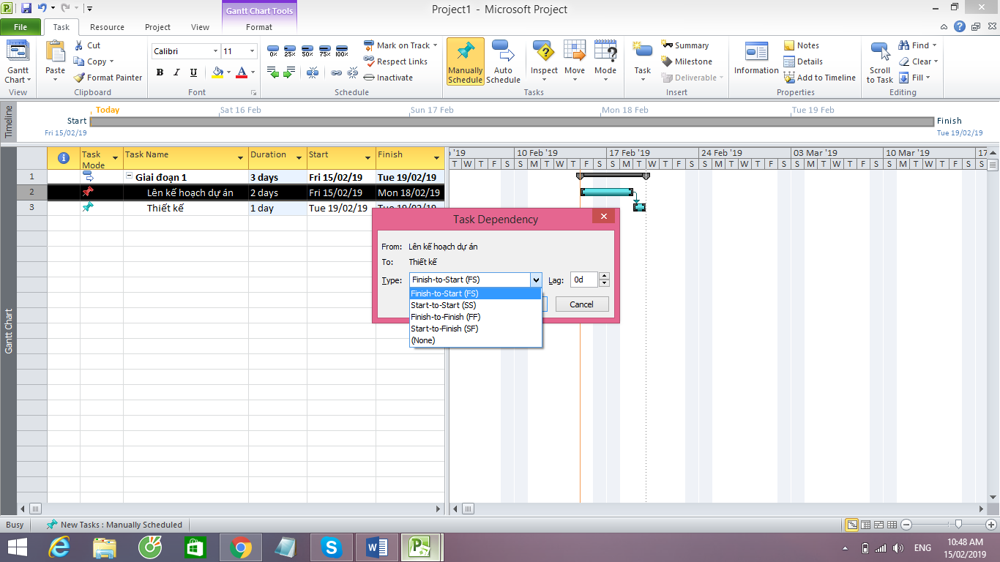 Project1 - Microsoft Project
Gantt Chart Tools
File Task Resource Project View Format
Gantt Chart
View
Paste
Cut
Copy
Format Painter
Clipboard
Calibri 11
B I U A
Font
0% 25% 50% 75% 100%
Mark on Track
Respect Links
Inactivate
Schedule
Manually Schedule
Auto Schedule
Inspect
Move
Mode
Tasks
Task
Summary
Milestone
Deliverable
Insert
Information
Notes
Details
Add to Timeline
Properties
Scroll to Task
Find
Clear
Fill
Editing
Timeline
Today Sat 16 Feb Sun 17 Feb Mon 18 Feb Tue 19 Feb
Start Finish
Fri 15/02/19 Tue 19/02/19
Gantt Chart
Task Mode Task Name Duration Start Finish
'19 10 Feb '19 17 Feb '19 24 Feb '19 03 Mar '19 10 Mar '19 17
T W T F S S M T W T F S S M T W T F S S M T W T F S S M T W T F S S M T W T F S S
1 Giai đoạn 1 3 days Fri 15/02/19 Tue 19/02/19
2 Lên kế hoạch dự án 2 days Fri 15/02/19 Mon 18/02/19
3 Thiết kế 1 day Tue 19/02/19 Tue 19/02/19
Task Dependency
From: Lên kế hoạch dự án
To: Thiết kế
Type: Finish-to-Start (FS) Lag: 0d
Finish-to-Start (FS)
Start-to-Start (SS)
Finish-to-Finish (FF)
Start-to-Finish (SF)
(None)
Cancel
Busy New Tasks : Manually Scheduled
ENG
10:48 AM
15/02/2019